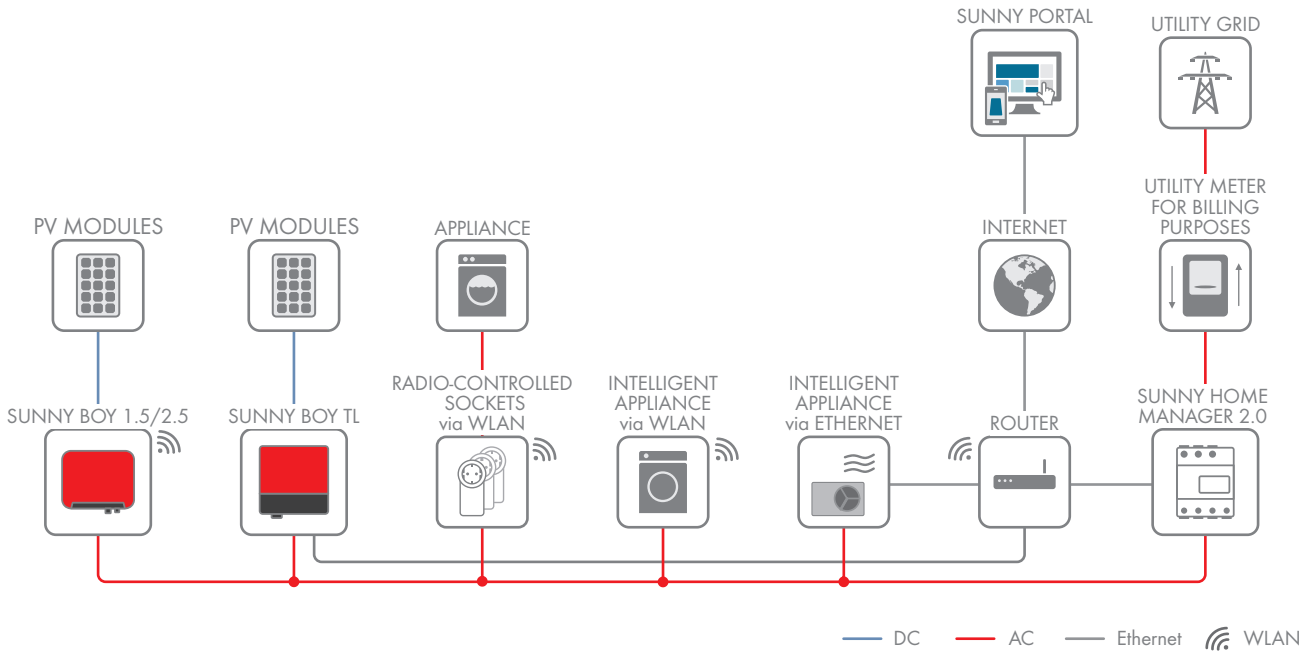 SUNNY PORTAL
UTILITY GRID
UTILITY METER
FOR BILLING
PURPOSES
PV MODULES
PV MODULES
APPLIANCE
INTERNET
RADIO-CONTROLLED
SOCKETS
via WLAN
INTELLIGENT
APPLIANCE
via WLAN
INTELLIGENT
APPLIANCE
via ETHERNET
SUNNY HOME
MANAGER 2.0
SUNNY BOY 1.5/2.5
SUNNY BOY TL
ROUTER
DC
AC
Ethernet
WLAN